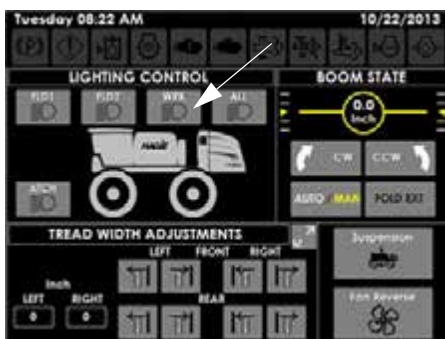 Tuesday 08:22 AM 10/22/2013
(P)
LIGHTING CONTROL
FLD1 FLD2 WRK ALL
HAGIE
ATCH
BOOM STATE
0.0
Inch
CW CCW
AUTO / MAN FOLD EXT
TREAD WIDTH ADJUSTMENTS
LEFT FRONT RIGHT
Inch
LEFT RIGHT
0 0
REAR
Suspension
Fan Reverse